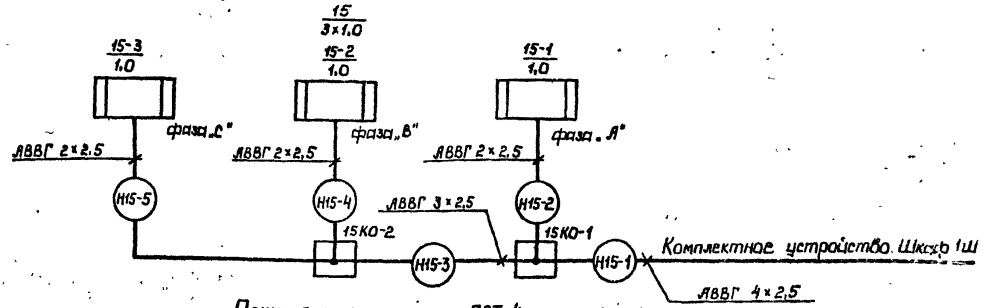 15
3×1.0
15-3
1.0
15-2
1.0
15-1
1.0
фаза „С"
фаза „В"
фаза „А"
АВВГ 2×2.5
АВВГ 2×2,5
АВВГ 2×2.5
Н15-5
Н15-4
АВВГ 3×2.5
Н15-2
15КО-2
15КО-1
Н15-3
Н15-1
Комплектное устройство. Шкаф 1Ш
АВВГ 4×2.5